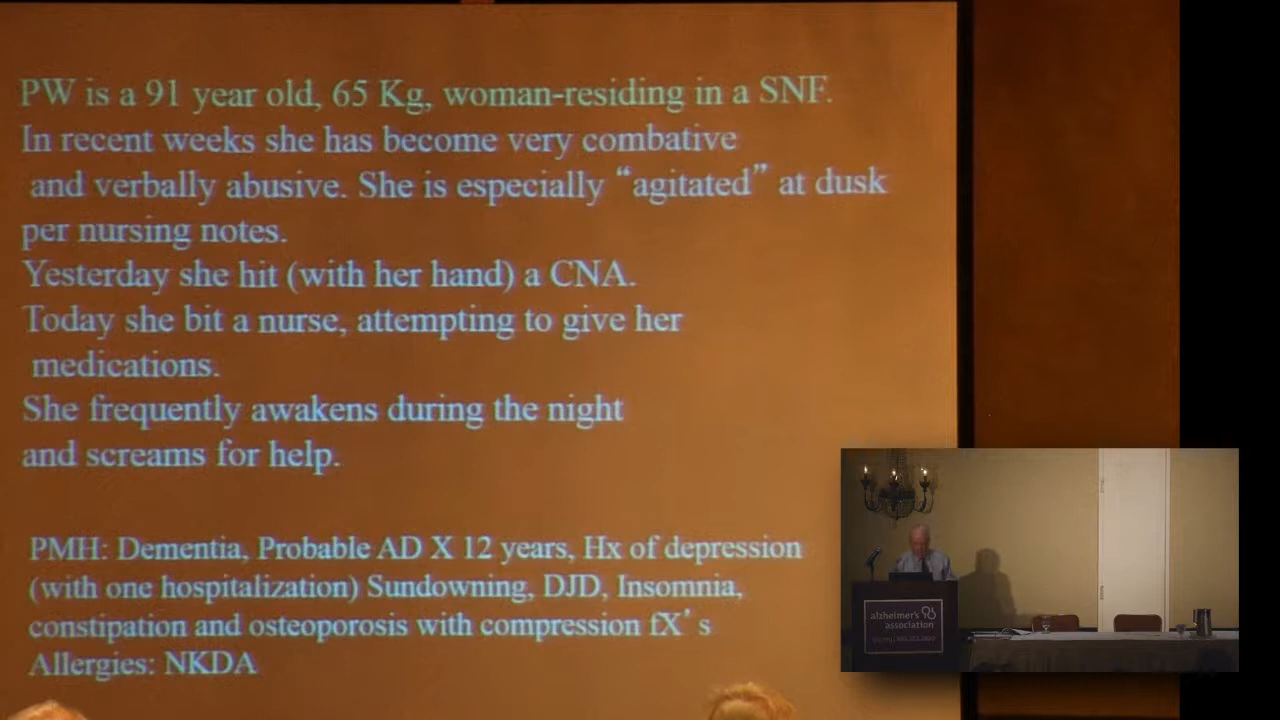 PW is a 91 year old, 65 Kg, woman-residing in a SNF.
In recent weeks she has become very combative
and verbally abusive. She is especially “agitated” at dusk
per nursing notes.
Yesterday she hit (with her hand) a CNA.
Today she bit a nurse, attempting to give her
medications.
She frequently awakens during the night
and screams for help.
PMH: Dementia, Probable AD X 12 years, Hx of depression
(with one hospitalization) Sundowning, DJD, Insomnia,
constipation and osteoporosis with compression fX’s
Allergies: NKDA
alzheimer's
association